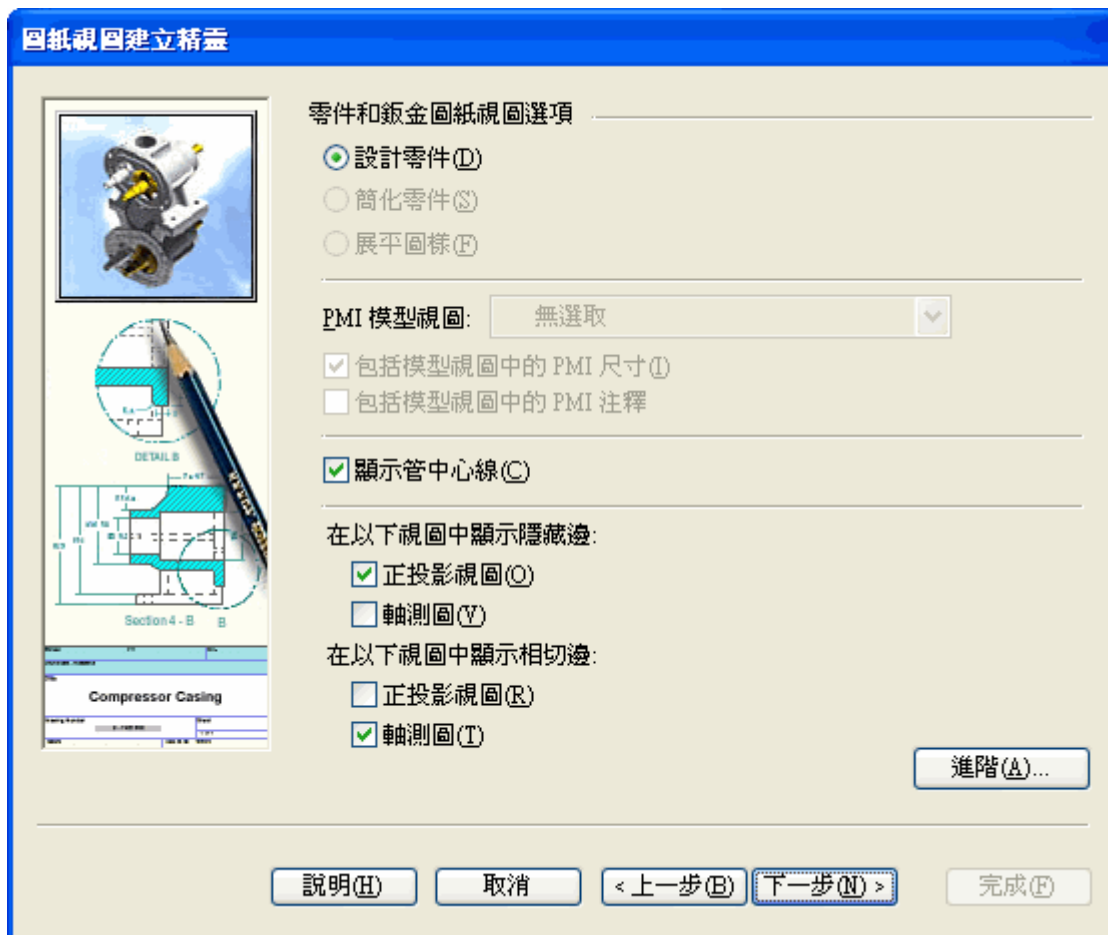 圖紙視圖建立精靈
零件和鈑金圖紙視圖選項
設計零件(D)
簡化零件(S)
展平圖樣(F)
PMI 模型視圖: 無選取
包括模型視圖中的 PMI 尺寸(I)
包括模型視圖中的 PMI 注釋
顯示管中心線(C)
在以下視圖中顯示隱藏邊:
正投影視圖(O)
軸測圖(V)
在以下視圖中顯示相切邊:
正投影視圖(R)
軸測圖(T)
進階(A)...
說明(H) 取消 < 上一步(B) 下一步(N) > 完成(F)
DETAIL B
Section 4 - B B
Compressor Casing